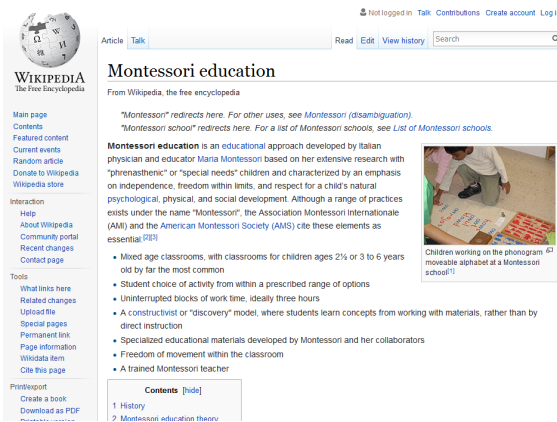 Not logged in Talk Contributions Create account Log i
Article Talk Read Edit View history Search
WIKIPEDIA
The Free Encyclopedia
Main page
Contents
Featured content
Current events
Random article
Donate to Wikipedia
Wikipedia store
Interaction
Help
About Wikipedia
Community portal
Recent changes
Contact page
Tools
What links here
Related changes
Upload file
Special pages
Permanent link
Page information
Wikidata item
Cite this page
Print/export
Create a book
Download as PDF
Printable version
Montessori education
From Wikipedia, the free encyclopedia
"Montessori" redirects here. For other uses, see Montessori (disambiguation).
"Montessori school" redirects here. For a list of Montessori schools, see List of Montessori schools.
Montessori education is an educational approach developed by Italian
physician and educator Maria Montessori based on her extensive research with
"phrenasthenic" or "special needs" children and characterized by an emphasis
on independence, freedom within limits, and respect for a child's natural
psychological, physical, and social development. Although a range of practices
exists under the name "Montessori", the Association Montessori Internationale
(AMI) and the American Montessori Society (AMS) cite these elements as
essential:[2][3]
Children working on the phonogram
moveable alphabet at a Montessori
school[1]
• Mixed age classrooms, with classrooms for children ages 2½ or 3 to 6 years
old by far the most common
• Student choice of activity from within a prescribed range of options
• Uninterrupted blocks of work time, ideally three hours
• A constructivist or "discovery" model, where students learn concepts from working with materials, rather than by
direct instruction
• Specialized educational materials developed by Montessori and her collaborators
• Freedom of movement within the classroom
• A trained Montessori teacher
Contents [hide]
1 History
2 Montessori education theory